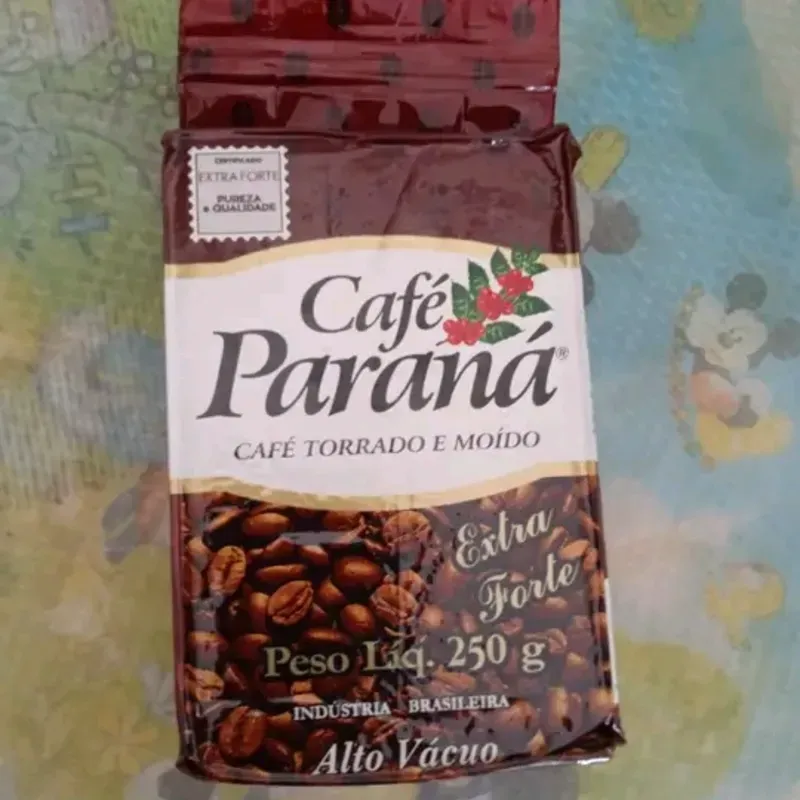 CERTIFICADO
EXTRA FORTE
PUREZA
e QUALIDADE
Café
Paraná®
CAFÉ TORRADO E MOÍDO
Extra
Forte
Peso Líq. 250 g
INDÚSTRIA BRASILEIRA
Alto Vácuo